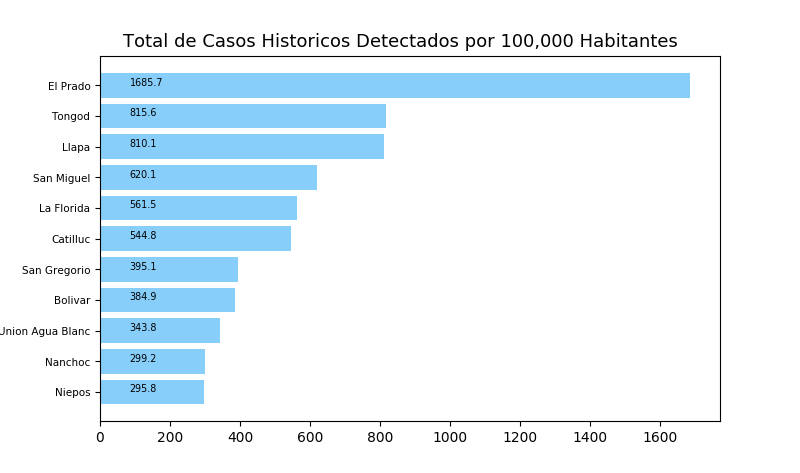 Total de Casos Historicos Detectados por 100,000 Habitantes
El Prado 1685.7
Tongod 815.6
Llapa 810.1
San Miguel 620.1
La Florida 561.5
Catilluc 544.8
San Gregorio 395.1
Bolivar 384.9
Union Agua Blanc 343.8
Nanchoc 299.2
Niepos 295.8
0 200 400 600 800 1000 1200 1400 1600